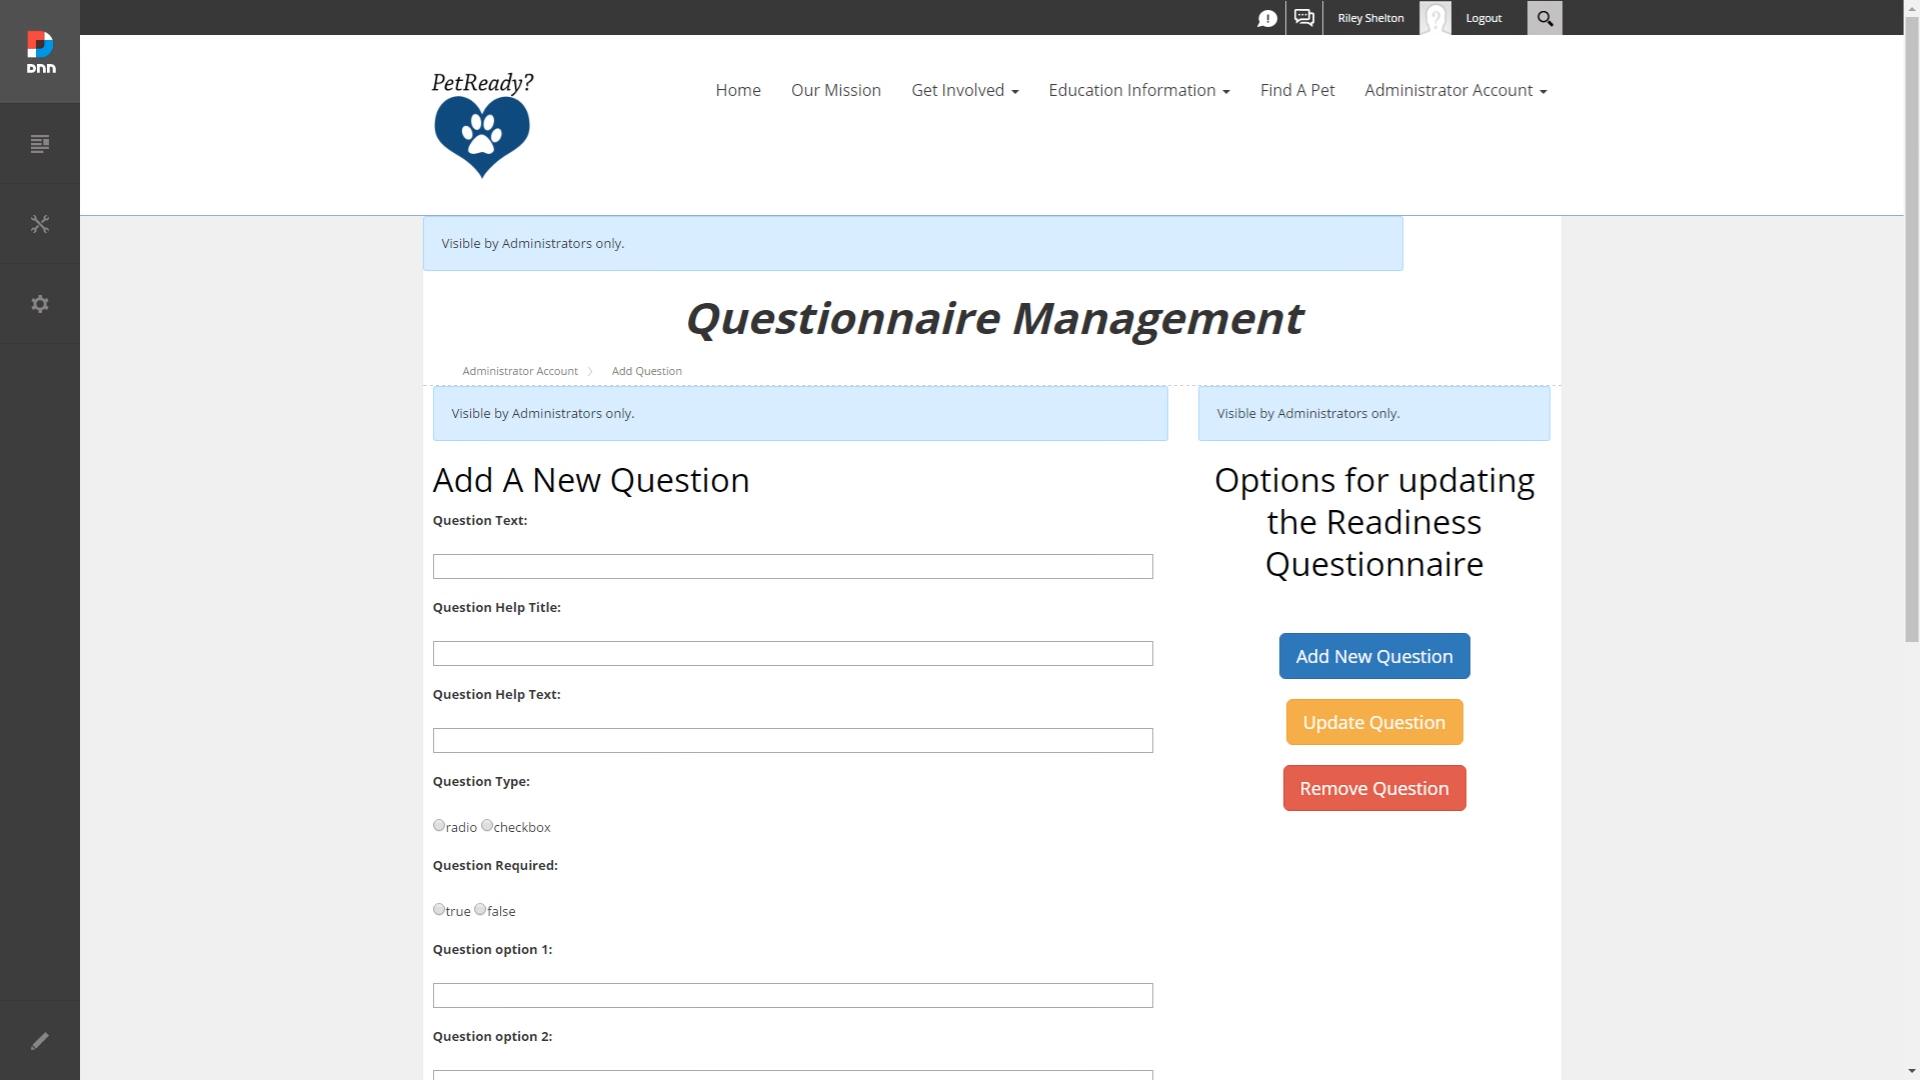 DNN
Riley Shelton
Logout
PetReady?
Home
Our Mission
Get Involved
Education Information
Find A Pet
Administrator Account
Visible by Administrators only.
Questionnaire Management
Administrator Account
Add Question
Visible by Administrators only.
Add A New Question
Question Text:
Question Help Title:
Question Help Text:
Question Type:
radio checkbox
Question Required:
true false
Question option 1:
Question option 2:
Visible by Administrators only.
Options for updating
the Readiness
Questionnaire
Add New Question
Update Question
Remove Question